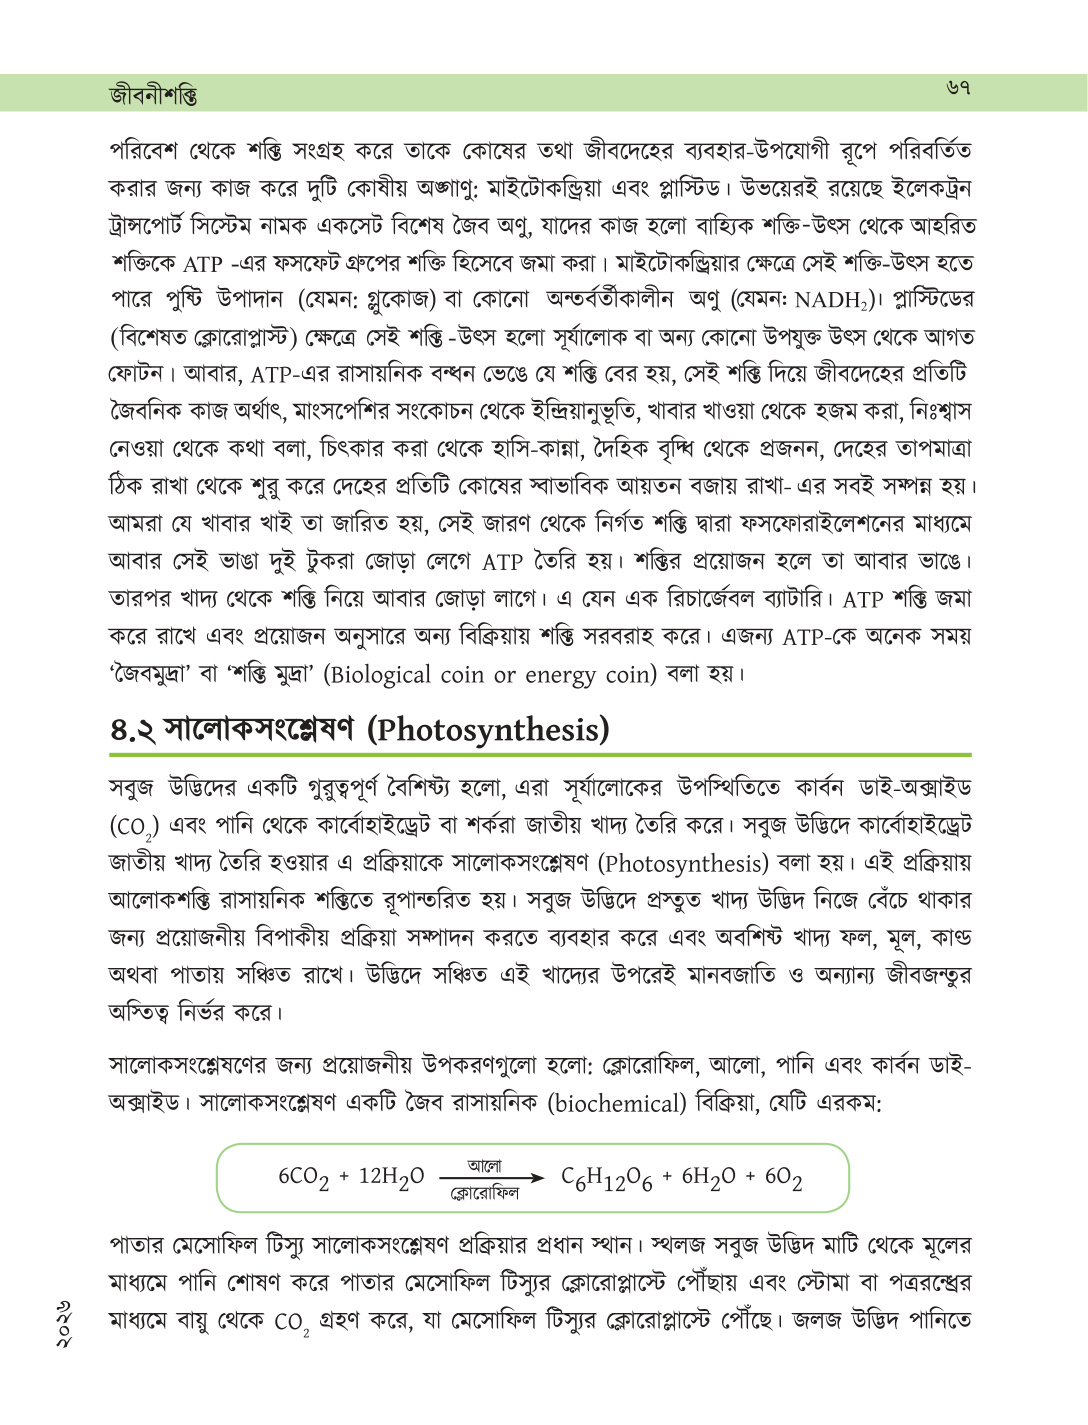 জীবনীশক্তি
৬৭
পরিবেশ থেকে শক্তি সংগ্রহ করে তাকে কোষের তথা জীবদেহের ব্যবহার-উপযোগী রূপে পরিবর্তিত
করার জন্য কাজ করে দুটি কোষীয় অঙ্গাণু: মাইটোকন্ড্রিয়া এবং প্লাস্টিড। উভয়েরই রয়েছে ইলেকট্রন
ট্রান্সপোর্ট সিস্টেম নামক একসেট বিশেষ জৈব অণু, যাদের কাজ হলো বাহ্যিক শক্তি-উৎস থেকে আহরিত
শক্তিকে ATP -এর ফসফেট গ্রুপের শক্তি হিসেবে জমা করা। মাইটোকন্ড্রিয়ার ক্ষেত্রে সেই শক্তি-উৎস হতে
পারে পুষ্টি উপাদান (যেমন: গ্লুকোজ) বা কোনো অন্তর্বর্তীকালীন অণু (যেমন: NADH₂)। প্লাস্টিডের
(বিশেষত ক্লোরোপ্লাস্ট) ক্ষেত্রে সেই শক্তি -উৎস হলো সূর্যালোক বা অন্য কোনো উপযুক্ত উৎস থেকে আগত
ফোটন। আবার, ATP-এর রাসায়নিক বন্ধন ভেঙে যে শক্তি বের হয়, সেই শক্তি দিয়ে জীবদেহের প্রতিটি
জৈবনিক কাজ অর্থাৎ, মাংসপেশির সংকোচন থেকে ইন্দ্রিয়ানুভূতি, খাবার খাওয়া থেকে হজম করা, নিঃশ্বাস
নেওয়া থেকে কথা বলা, চিৎকার করা থেকে হাসি-কান্না, দৈহিক বৃদ্ধি থেকে প্রজনন, দেহের তাপমাত্রা
ঠিক রাখা থেকে শুরু করে দেহের প্রতিটি কোষের স্বাভাবিক আয়তন বজায় রাখা- এর সবই সম্পন্ন হয়।
আমরা যে খাবার খাই তা জারিত হয়, সেই জারণ থেকে নির্গত শক্তি দ্বারা ফসফোরাইলেশনের মাধ্যমে
আবার সেই ভাঙা দুই টুকরা জোড়া লেগে ATP তৈরি হয়। শক্তির প্রয়োজন হলে তা আবার ভাঙে।
তারপর খাদ্য থেকে শক্তি নিয়ে আবার জোড়া লাগে। এ যেন এক রিচার্জেবল ব্যাটারি। ATP শক্তি জমা
করে রাখে এবং প্রয়োজন অনুসারে অন্য বিক্রিয়ায় শক্তি সরবরাহ করে। এজন্য ATP-কে অনেক সময়
‘জৈবমুদ্রা’ বা ‘শক্তি মুদ্রা’ (Biological coin or energy coin) বলা হয়।
৪.২ সালোকসংশ্লেষণ (Photosynthesis)
সবুজ উদ্ভিদের একটি গুরুত্বপূর্ণ বৈশিষ্ট্য হলো, এরা সূর্যালোকের উপস্থিতিতে কার্বন ডাই-অক্সাইড
(CO₂) এবং পানি থেকে কার্বোহাইড্রেট বা শর্করা জাতীয় খাদ্য তৈরি করে। সবুজ উদ্ভিদে কার্বোহাইড্রেট
জাতীয় খাদ্য তৈরি হওয়ার এ প্রক্রিয়াকে সালোকসংশ্লেষণ (Photosynthesis) বলা হয়। এই প্রক্রিয়ায়
আলোকশক্তি রাসায়নিক শক্তিতে রূপান্তরিত হয়। সবুজ উদ্ভিদে প্রস্তুত খাদ্য উদ্ভিদ নিজে বেঁচে থাকার
জন্য প্রয়োজনীয় বিপাকীয় প্রক্রিয়া সম্পাদন করতে ব্যবহার করে এবং অবশিষ্ট খাদ্য ফল, মূল, কাণ্ড
অথবা পাতায় সঞ্চিত রাখে। উদ্ভিদে সঞ্চিত এই খাদ্যের উপরেই মানবজাতি ও অন্যান্য জীবজন্তুর
অস্তিত্ব নির্ভর করে।
সালোকসংশ্লেষণের জন্য প্রয়োজনীয় উপকরণগুলো হলো: ক্লোরোফিল, আলো, পানি এবং কার্বন ডাই-
অক্সাইড। সালোকসংশ্লেষণ একটি জৈব রাসায়নিক (biochemical) বিক্রিয়া, যেটি এরকম:
আলো
6CO₂ + 12H₂O ⟶ C₆H₁₂O₆ + 6H₂O + 6O₂
ক্লোরোফিল
পাতার মেসোফিল টিস্যু সালোকসংশ্লেষণ প্রক্রিয়ার প্রধান স্থান। স্থলজ সবুজ উদ্ভিদ মাটি থেকে মূলের
মাধ্যমে পানি শোষণ করে পাতার মেসোফিল টিস্যুর ক্লোরোপ্লাস্টে পৌঁছায় এবং স্টোমা বা পত্ররন্ধ্রের
মাধ্যমে বায়ু থেকে CO₂ গ্রহণ করে, যা মেসোফিল টিস্যুর ক্লোরোপ্লাস্টে পৌঁছে। জলজ উদ্ভিদ পানিতে
২০২৬